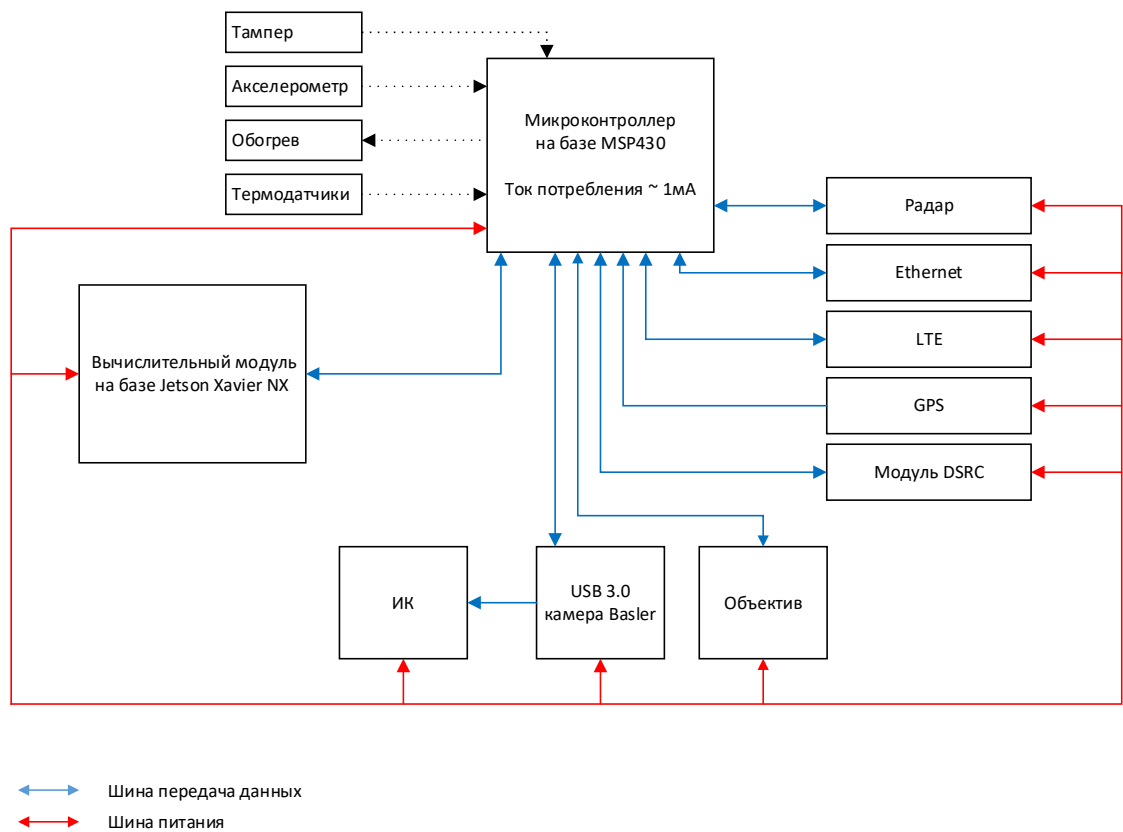 Тампер
Акселерометр
Обогрев
Термодатчики
Микроконтроллер
на базе MSP430
Ток потребления ~ 1мА
Радар
Ethernet
LTE
GPS
Модуль DSRC
Вычислительный модуль
на базе Jetson Xavier NX
ИК
USB 3.0
камера Basler
Объектив
Шина передача данных
Шина питания